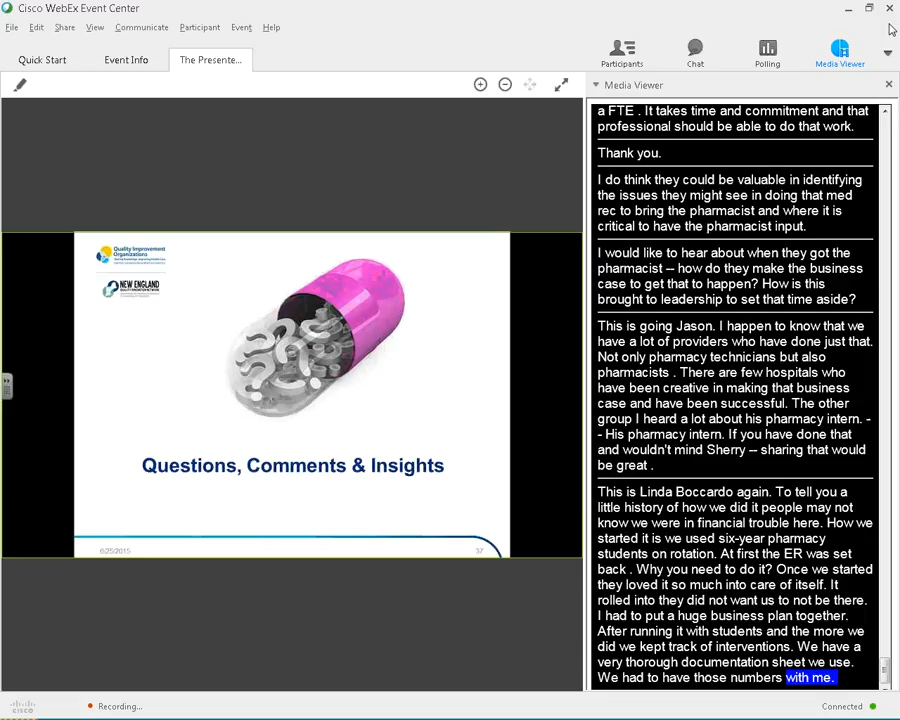 Cisco WebEx Event Center
File Edit Share View Communicate Participant Event Help
Quick Start Event Info The Presente...
Participants Chat Polling Media Viewer
Media Viewer
Quality Improvement
Organizations
NEW ENGLAND
Questions, Comments & Insights
6/25/2015 37
a FTE . It takes time and commitment and that
professional should be able to do that work.
Thank you.
I do think they could be valuable in identifying
the issues they might see in doing that med
rec to bring the pharmacist and where it is
critical to have the pharmacist input.
I would like to hear about when they got the
pharmacist -- how do they make the business
case to get that to happen? How is this
brought to leadership to set that time aside?
This is going Jason. I happen to know that we
have a lot of providers who have done just that.
Not only pharmacy technicians but also
pharmacists . There are few hospitals who
have been creative in making that business
case and have been successful. The other
group I heard a lot about his pharmacy intern. -
- His pharmacy intern. If you have done that
and wouldn't mind Sherry -- sharing that would
be great .
This is Linda Boccardo again. To tell you a
little history of how we did it people may not
know we were in financial trouble here. How we
started it is we used six-year pharmacy
students on rotation. At first the ER was set
back . Why you need to do it? Once we started
they loved it so much into care of itself. It
rolled into they did not want us to not be there.
I had to put a huge business plan together.
After running it with students and the more we
did we kept track of interventions. We have a
very thorough documentation sheet we use.
We had to have those numbers with me.
cisco Recording... Connected